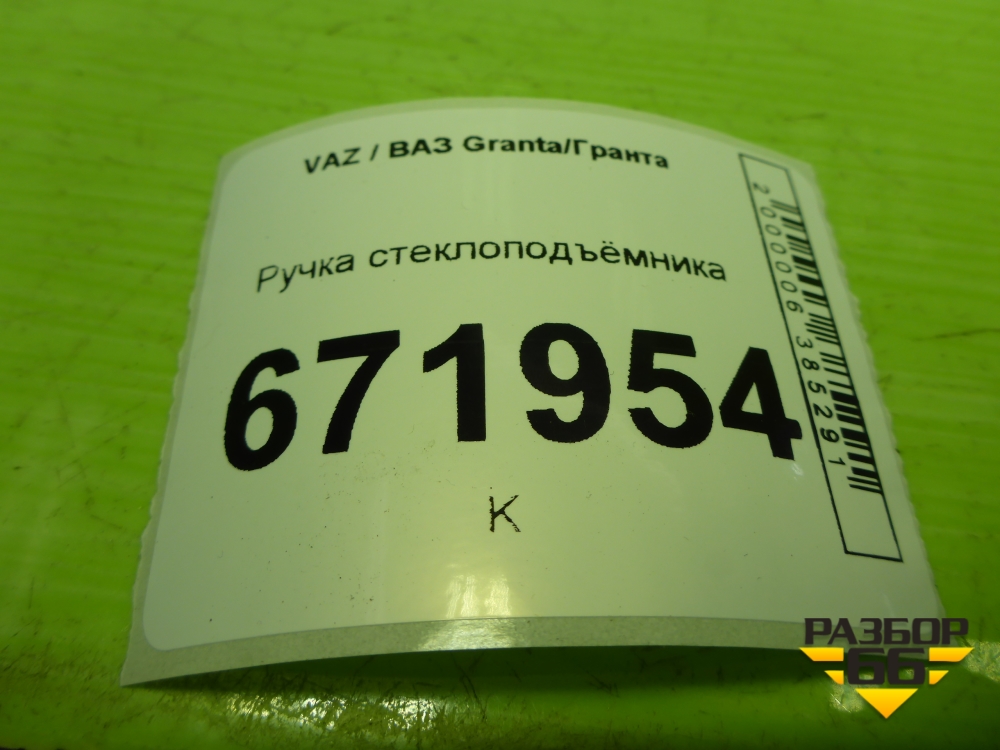 VAZ / ВАЗ Granta/Гранта
Ручка стеклоподъёмника
671954
К
2000006385291
РАЗБОР
66